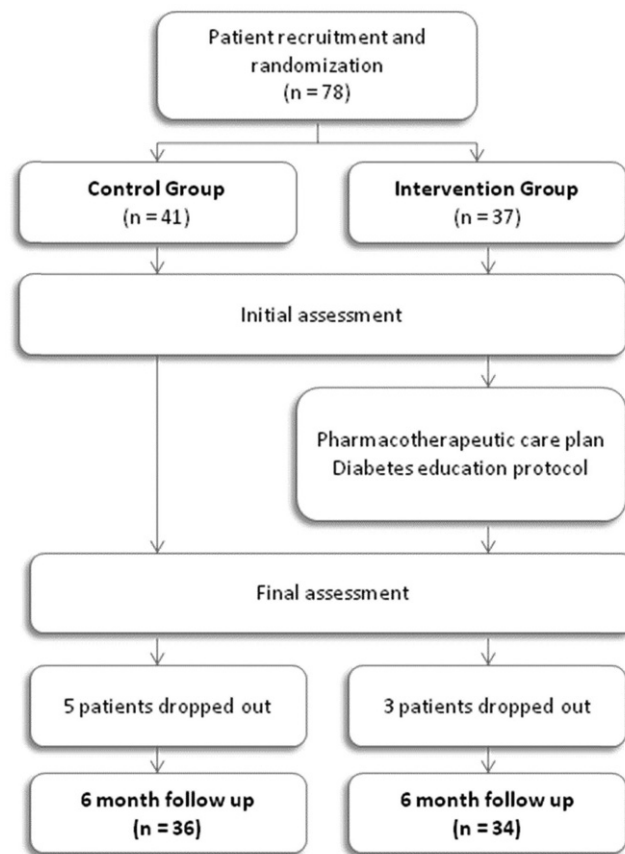 Patient recruitment and
randomization
(n = 78)
Control Group
(n = 41)
Intervention Group
(n = 37)
Initial assessment
Pharmacotherapeutic care plan
Diabetes education protocol
Final assessment
5 patients dropped out
3 patients dropped out
6 month follow up
(n = 36)
6 month follow up
(n = 34)